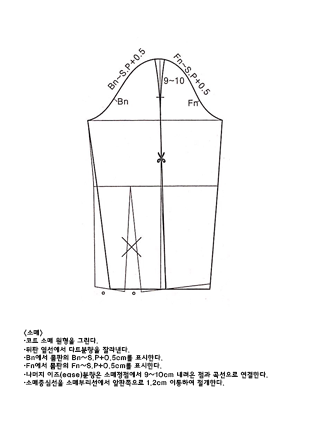 Bn~S.P+0.5
Fn~S.P+0.5
9~10
Bn
Fn
<소매>
·코트 소매 원형을 그린다.
·뒤판 옆선에서 다트분량을 잘라낸다.
·Bn에서 몸판의 Bn~S.P+0.5cm를 표시한다.
·Fn에서 몸판의 Fn~S.P+0.5cm를 표시한다.
·나머지 이즈(ease)분량은 소매정점에서 9~10cm 내려온 점과 곡선으로 연결한다.
·소매중심선을 소매부리선에서 앞판쪽으로 1.2cm 이동하여 절개한다.